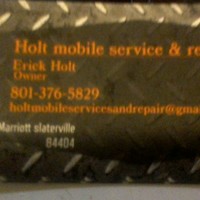 Holt mobile service & re
Erick Holt
Owner
801-376-5829
holtmobileservicesandrepair@gma
Marriott slaterville
84404